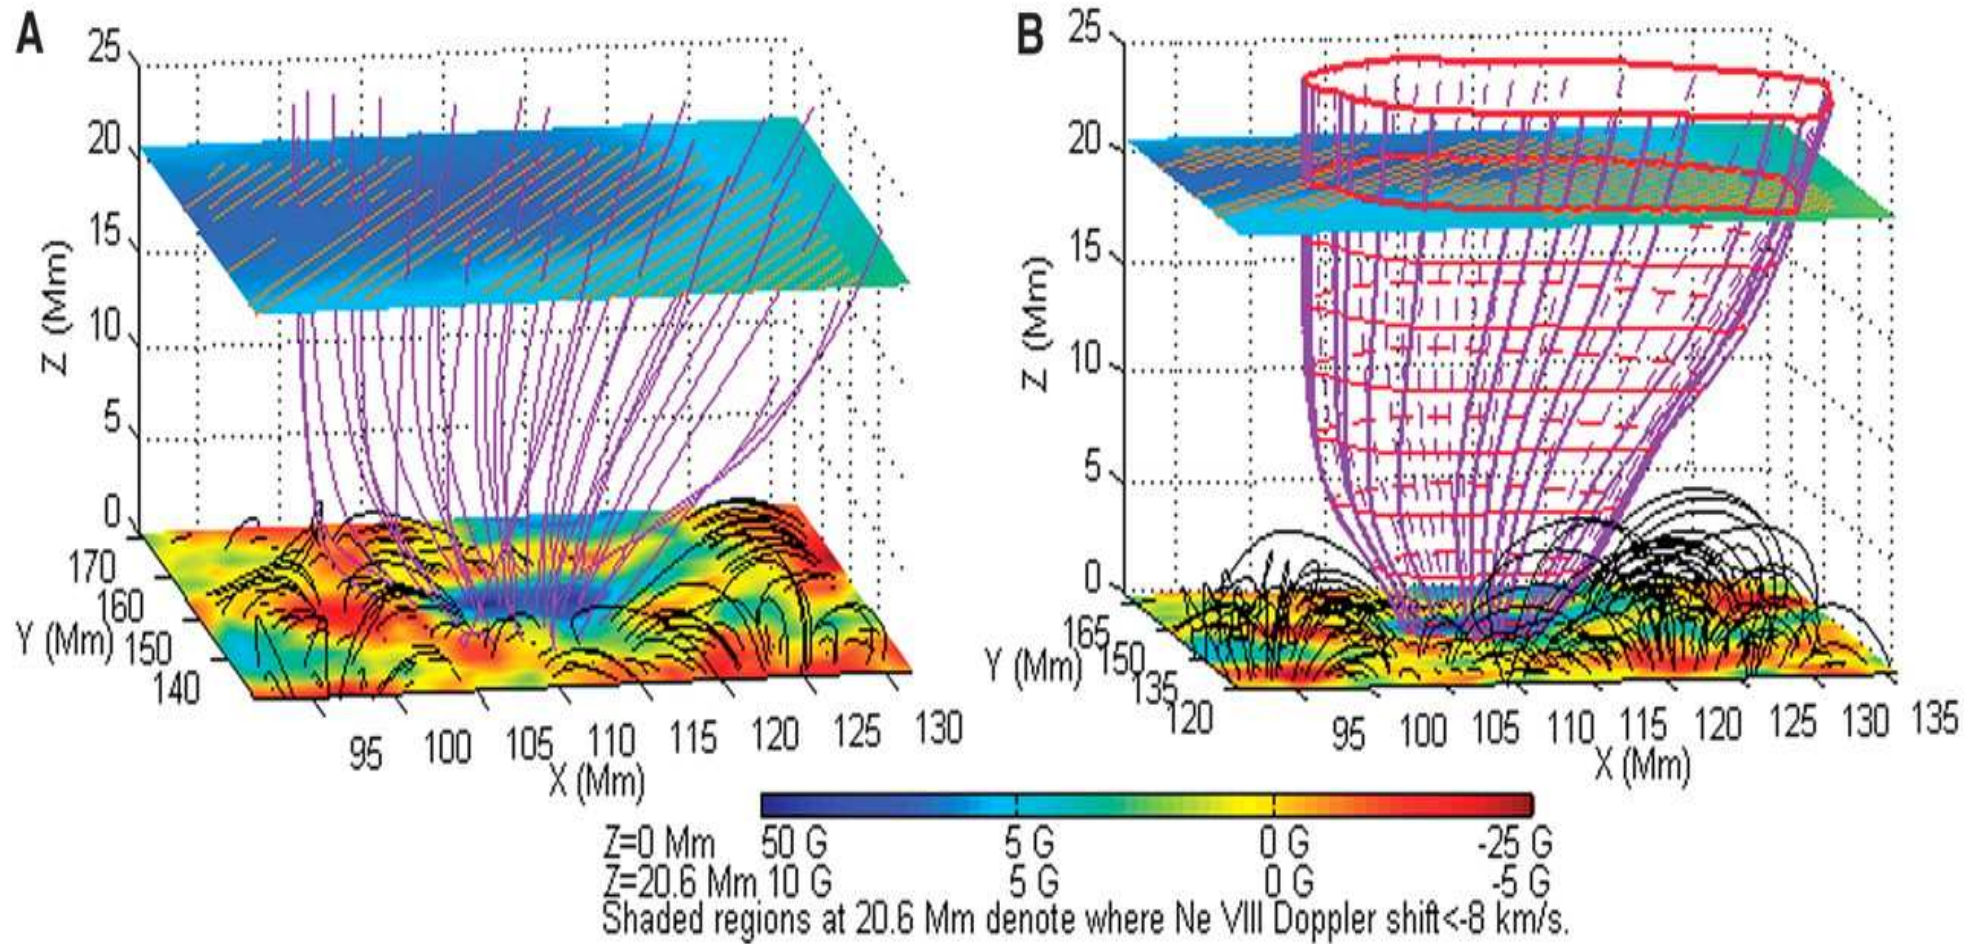 A
25
20
15
10
5
0
Z (Mm)
170
160
150
140
Y (Mm)
95 100 105 110 115 120 125 130
X (Mm)
B
25
20
15
10
5
0
Z (Mm)
165
150
135
120
Y (Mm)
95 100 105 110 115 120 125 130 135
X (Mm)
Z=0 Mm 50 G 5 G 0 G -25 G
Z=20.6 Mm 10 G 5 G 0 G -5 G
Shaded regions at 20.6 Mm denote where Ne VIII Doppler shift<-8 km/s.